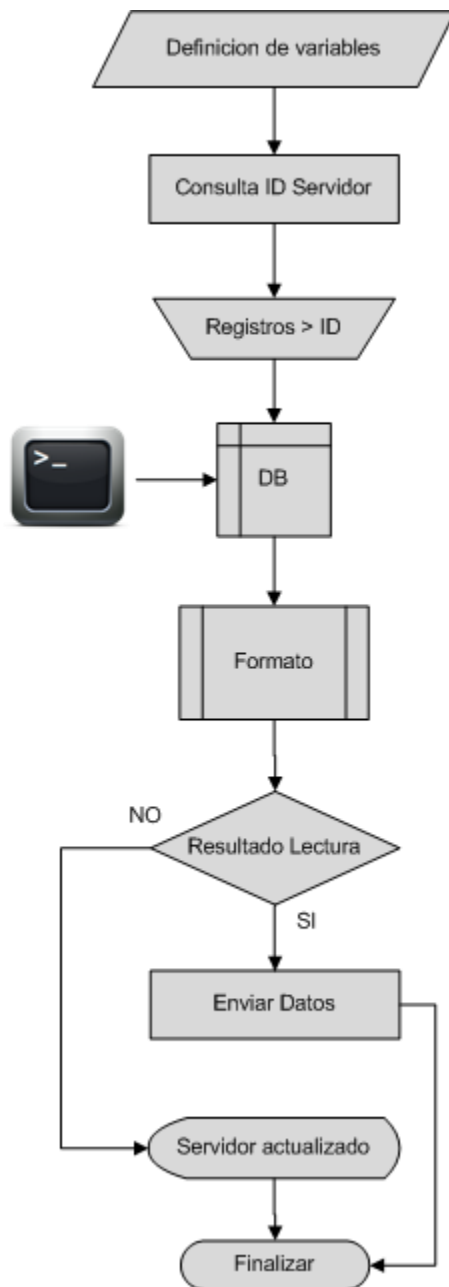 Definicion de variables
Consulta ID Servidor
Registros > ID
>_
DB
Formato
NO
Resultado Lectura
SI
Enviar Datos
Servidor actualizado
Finalizar